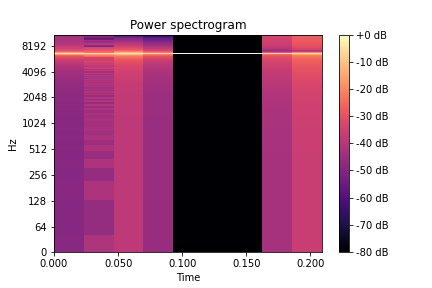 Power spectrogram
8192
4096
2048
1024
512
256
128
64
0
Hz
0.000 0.050 0.100 0.150 0.200
Time
+0 dB
-10 dB
-20 dB
-30 dB
-40 dB
-50 dB
-60 dB
-70 dB
-80 dB